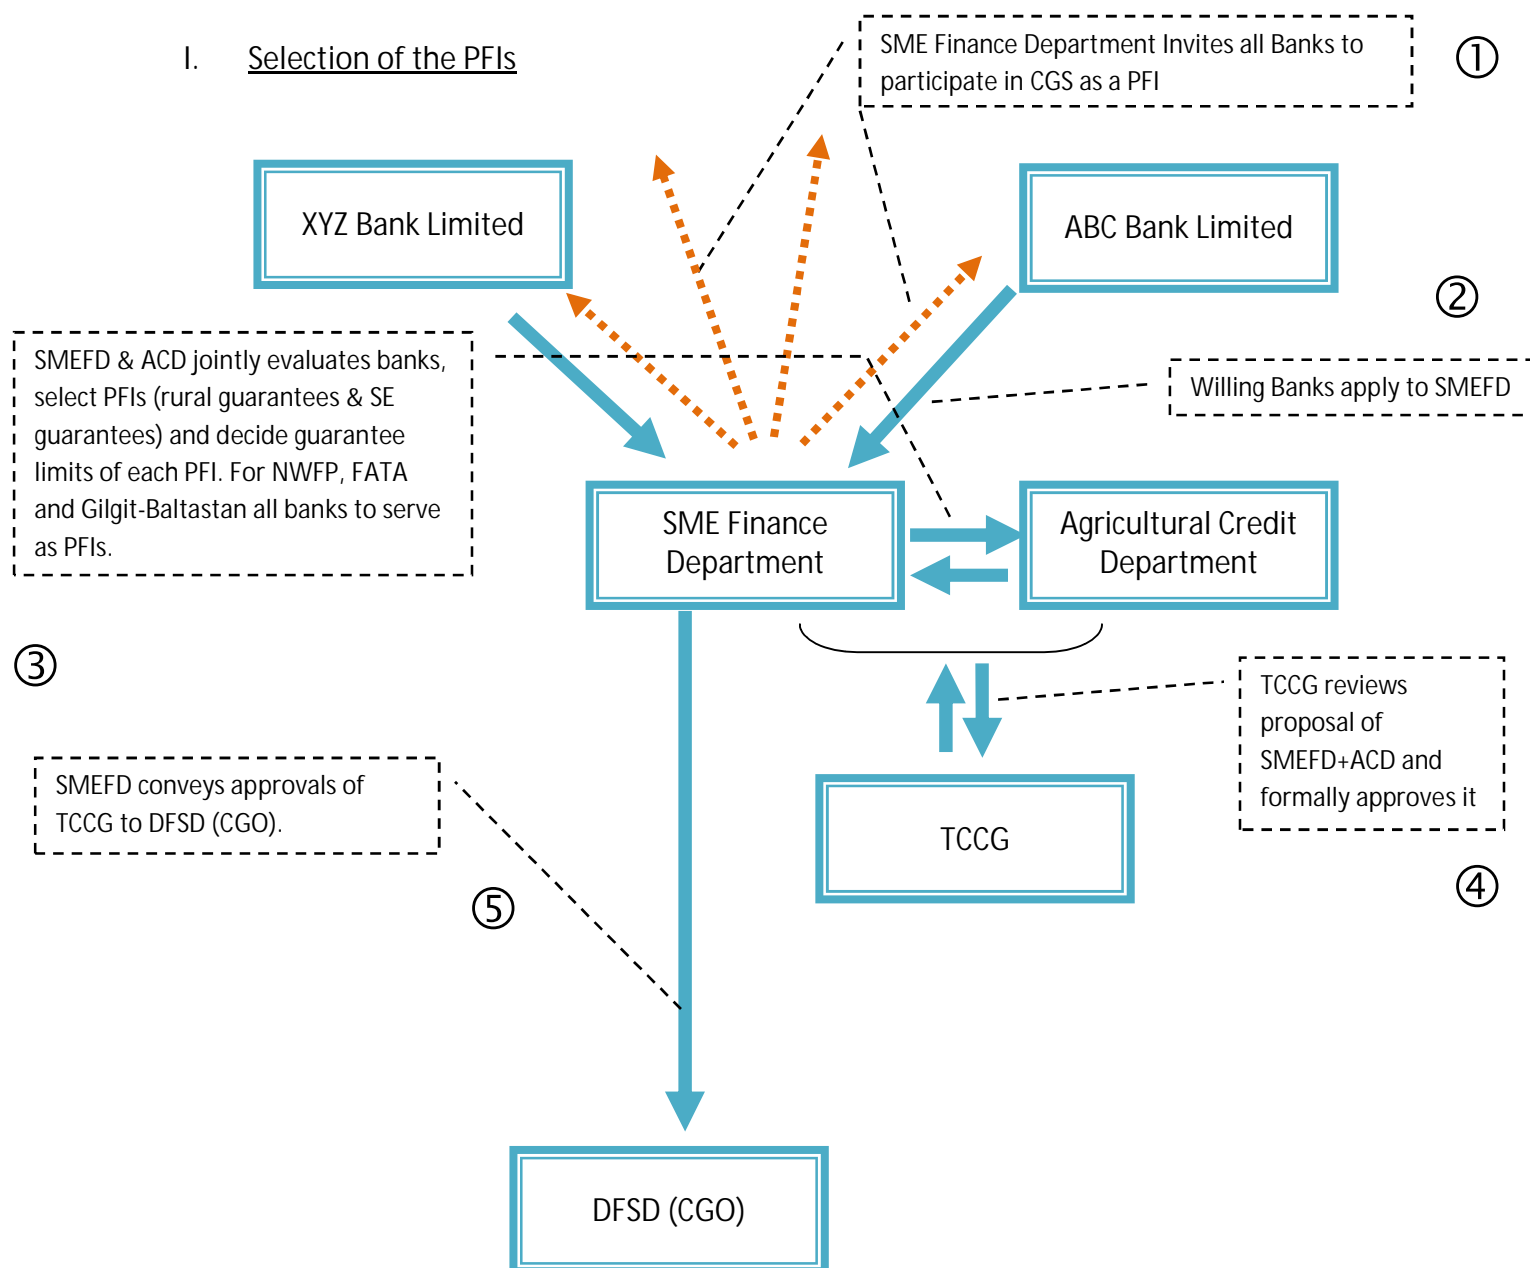 I. Selection of the PFIs
SME Finance Department Invites all Banks to
participate in CGS as a PFI
①
XYZ Bank Limited
ABC Bank Limited
②
SMEFD & ACD jointly evaluates banks,
select PFIs (rural guarantees & SE
guarantees) and decide guarantee
limits of each PFI. For NWFP, FATA
and Gilgit-Baltastan all banks to serve
as PFIs.
Willing Banks apply to SMEFD
SME Finance
Department
Agricultural Credit
Department
③
TCCG reviews
proposal of
SMEFD+ACD and
formally approves it
SMEFD conveys approvals of
TCCG to DFSD (CGO).
TCCG
④
⑤
DFSD (CGO)